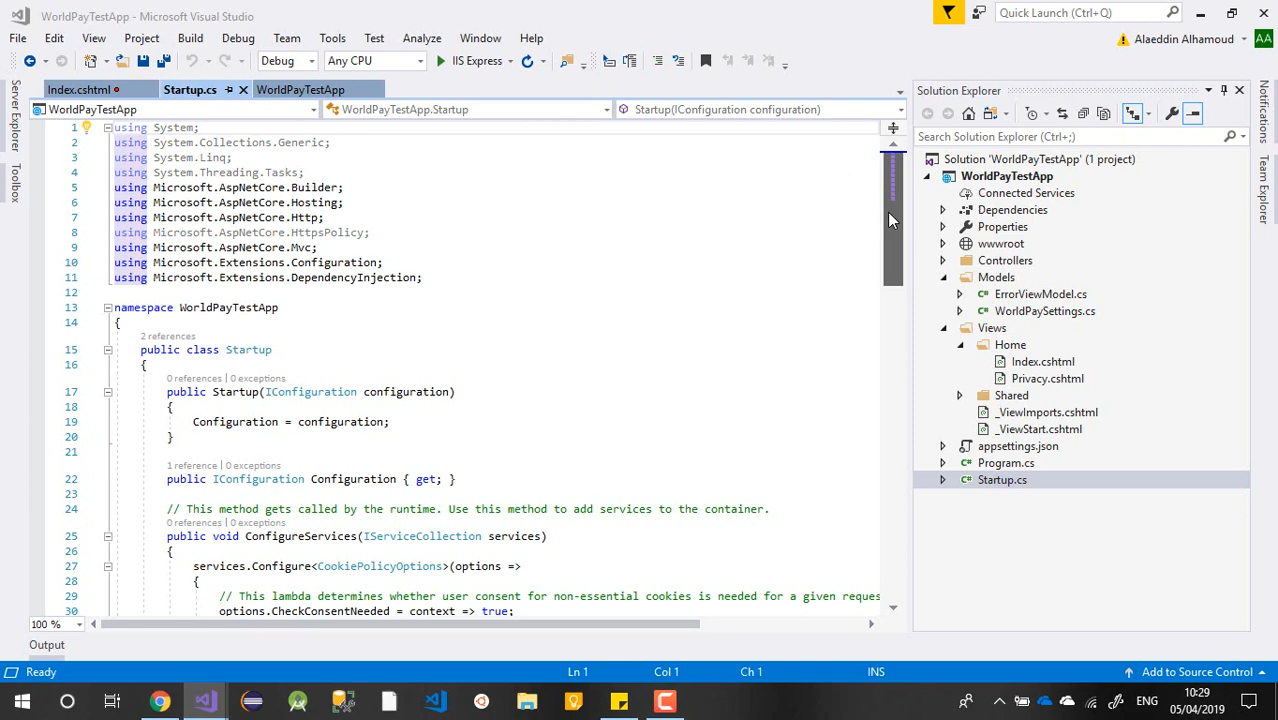 WorldPayTestApp - Microsoft Visual Studio
Quick Launch (Ctrl+Q)
File Edit View Project Build Debug Team Tools Test Analyze Window Help
Alaeddin Alhamoud AA
Debug Any CPU IIS Express
Index.cshtml Startup.cs WorldPayTestApp
WorldPayTestApp WorldPayTestApp.Startup Startup(IConfiguration configuration)
Server Explorer
Toolbox
1 using System;
2 using System.Collections.Generic;
3 using System.Linq;
4 using System.Threading.Tasks;
5 using Microsoft.AspNetCore.Builder;
6 using Microsoft.AspNetCore.Hosting;
7 using Microsoft.AspNetCore.Http;
8 using Microsoft.AspNetCore.HttpsPolicy;
9 using Microsoft.AspNetCore.Mvc;
10 using Microsoft.Extensions.Configuration;
11 using Microsoft.Extensions.DependencyInjection;
12
13 namespace WorldPayTestApp
14 {
2 references
15 public class Startup
16 {
0 references | 0 exceptions
17 public Startup(IConfiguration configuration)
18 {
19 Configuration = configuration;
20 }
21
1 reference | 0 exceptions
22 public IConfiguration Configuration { get; }
23
24 // This method gets called by the runtime. Use this method to add services to the container.
0 references | 0 exceptions
25 public void ConfigureServices(IServiceCollection services)
26 {
27 services.Configure<CookiePolicyOptions>(options =>
28 {
29 // This lambda determines whether user consent for non-essential cookies is needed for a given reques
30 options.CheckConsentNeeded = context => true;
100 %
Output
Solution Explorer
Search Solution Explorer (Ctrl+;)
Solution 'WorldPayTestApp' (1 project)
WorldPayTestApp
Connected Services
Dependencies
Properties
wwwroot
Controllers
Models
ErrorViewModel.cs
WorldPaySettings.cs
Views
Home
Index.cshtml
Privacy.cshtml
Shared
_ViewImports.cshtml
_ViewStart.cshtml
appsettings.json
Program.cs
Startup.cs
Notifications
Team Explorer
Ready Ln 1 Col 1 Ch 1 INS Add to Source Control
ENG 10:29
05/04/2019